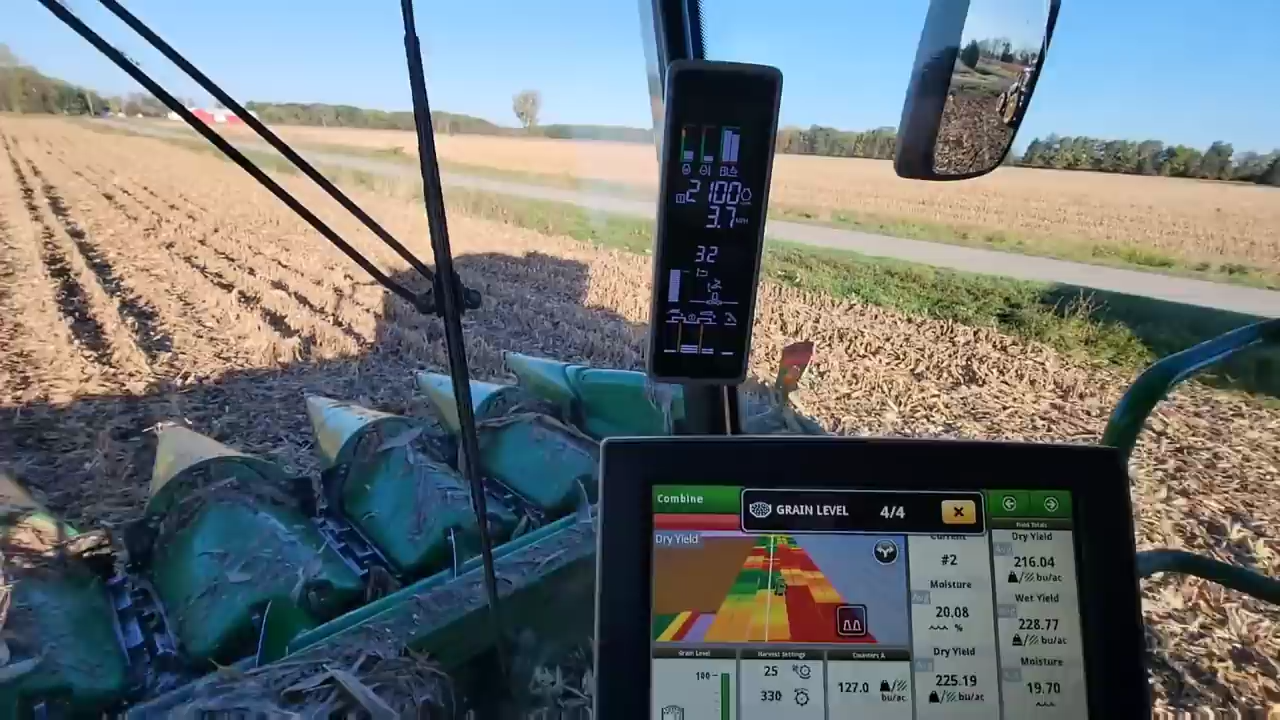 2100
3.7
32
Combine
GRAIN LEVEL 4/4
Dry Yield
Current
#2
Moisture
20.08
%
Dry Yield
225.19
bu/ac
Field Totals
Dry Yield
216.04
bu/ac
Wet Yield
228.77
bu/ac
Moisture
19.70
Grain Level
100
Harvest Settings
25
330
Counters A
127.0
bu/ac